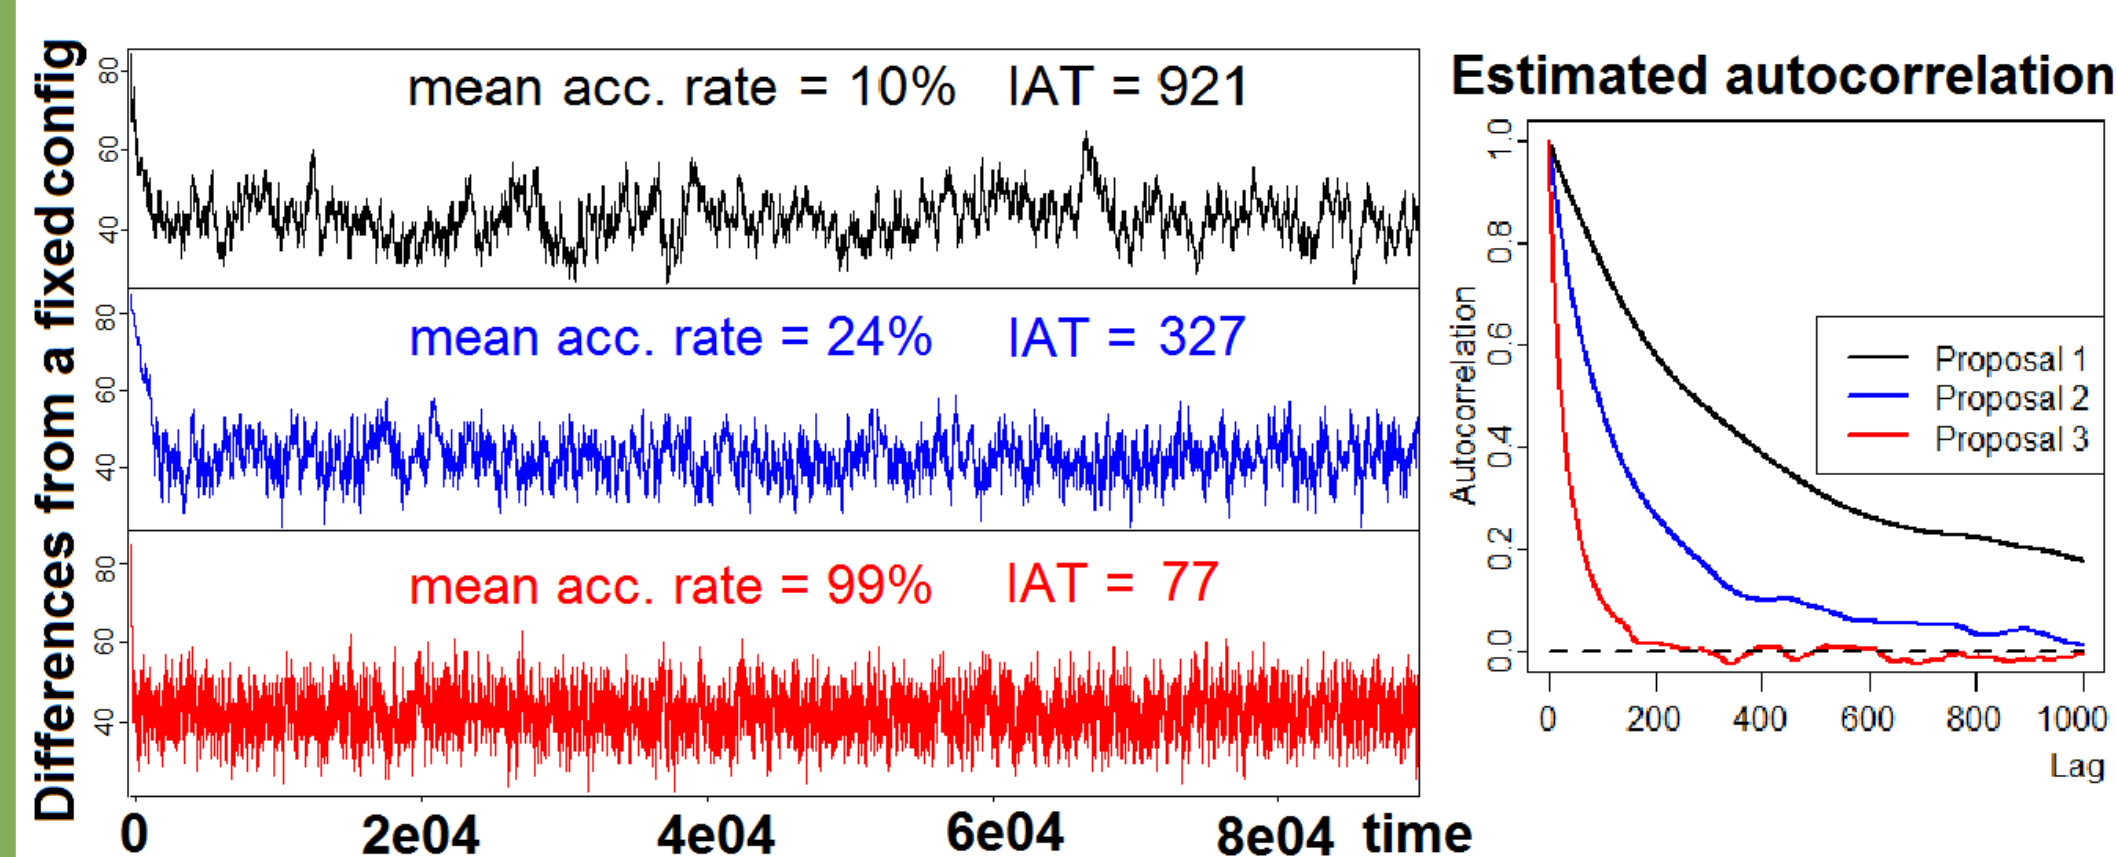 Differences from a fixed config
80
60
40
mean acc. rate = 10% IAT = 921
80
60
40
mean acc. rate = 24% IAT = 327
80
60
40
mean acc. rate = 99% IAT = 77
0 2e04 4e04 6e04 8e04 time
Estimated autocorrelation
Autocorrelation
1.0
0.8
0.6
0.4
0.2
0.0
Proposal 1
Proposal 2
Proposal 3
0 200 400 600 800 1000
Lag